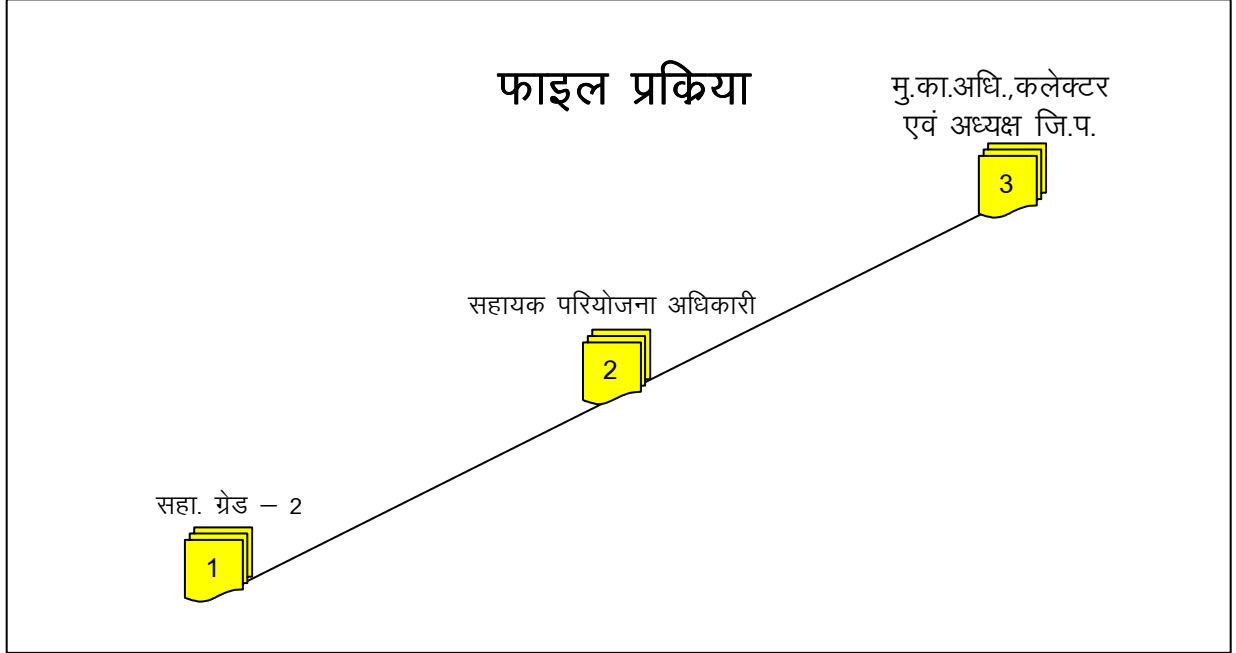 फाइल प्रक्रिया
मु.का.अधि.,कलेक्टर
एवं अध्यक्ष जि.प.
3
सहायक परियोजना अधिकारी
2
सहा. ग्रेड – 2
1